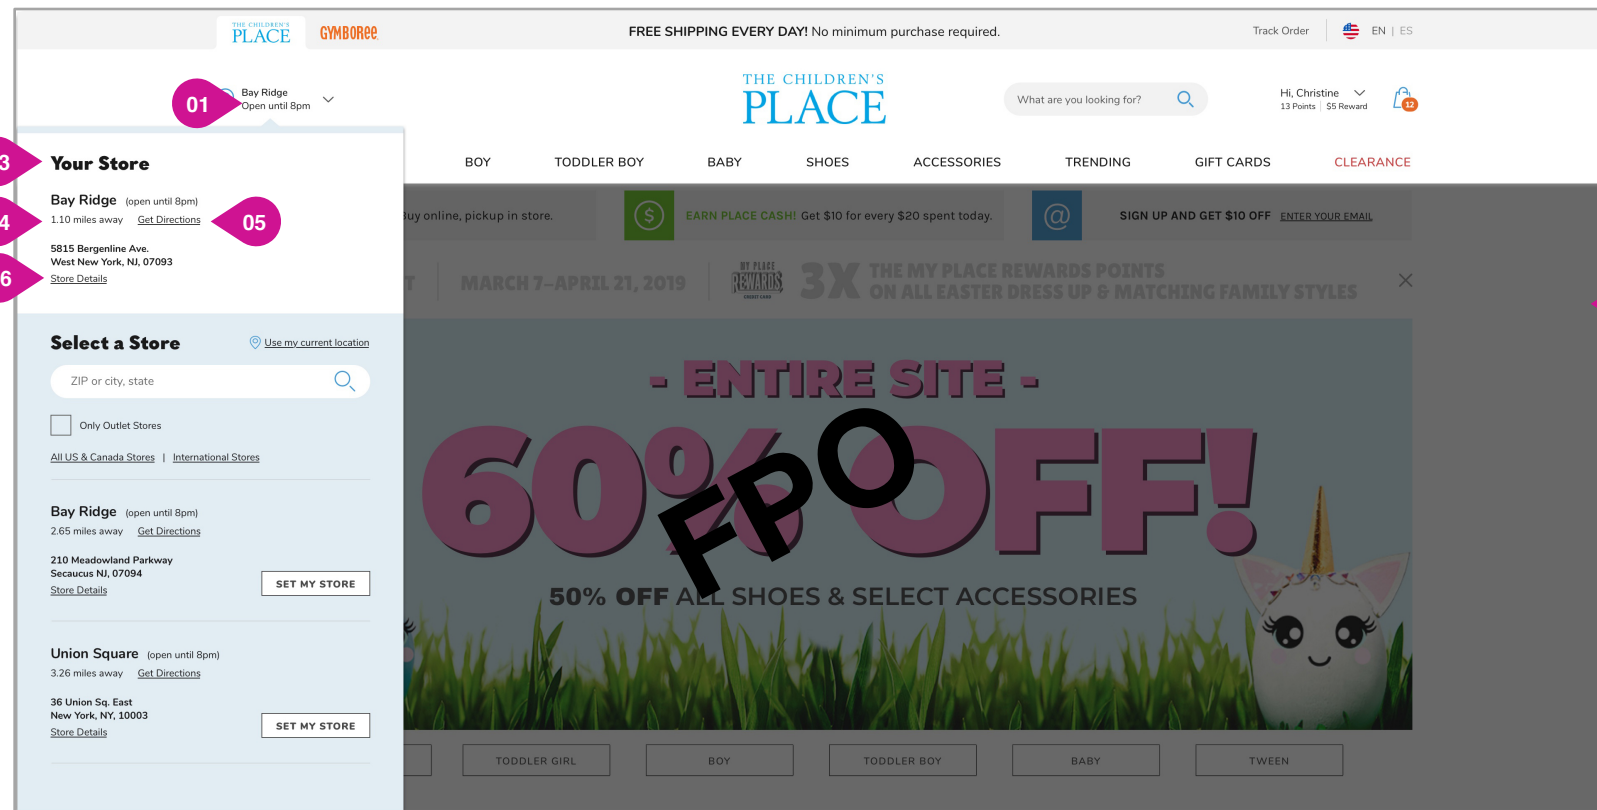 THE CHILDREN'S
PLACE
GYMBOREE
FREE SHIPPING EVERY DAY! No minimum purchase required.
Track Order
EN | ES
01
Bay Ridge
Open until 8pm
THE CHILDREN'S
PLACE
What are you looking for?
Hi, Christine
13 Points | $5 Reward
12
BOY
TODDLER BOY
BABY
SHOES
ACCESSORIES
TRENDING
GIFT CARDS
CLEARANCE
3
Your Store
Bay Ridge (open until 8pm)
4
1.10 miles away Get Directions
05
5815 Bergenline Ave.
West New York, NJ, 07093
6
Store Details
Buy online, pickup in store.
$
EARN PLACE CASH! Get $10 for every $20 spent today.
@
SIGN UP AND GET $10 OFF ENTER YOUR EMAIL
T
MARCH 7-APRIL 21, 2019
MY PLACE
REWARDS
CREDIT CARD
3X
THE MY PLACE REWARDS POINTS
ON ALL EASTER DRESS UP & MATCHING FAMILY STYLES
Select a Store
Use my current location
ZIP or city, state
Only Outlet Stores
All US & Canada Stores | International Stores
Bay Ridge (open until 8pm)
2.65 miles away Get Directions
210 Meadowland Parkway
Secaucus NJ, 07094
Store Details
SET MY STORE
Union Square (open until 8pm)
3.26 miles away Get Directions
36 Union Sq. East
New York, NY, 10003
Store Details
SET MY STORE
- ENTIRE SITE -
60% OFF!
FPO
50% OFF ALL SHOES & SELECT ACCESSORIES
TODDLER GIRL
BOY
TODDLER BOY
BABY
TWEEN